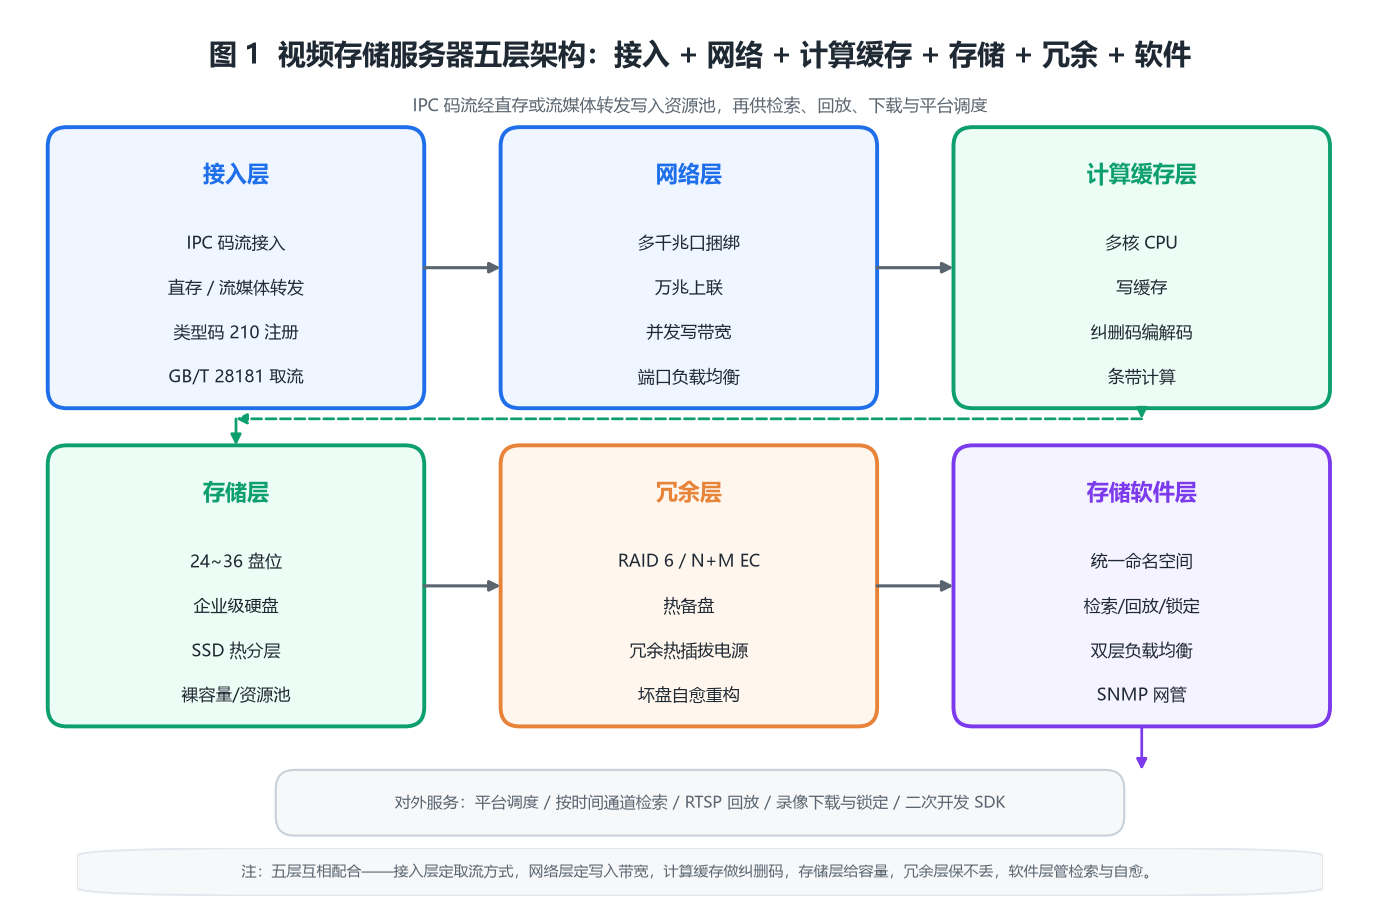 图 1 视频存储服务器五层架构：接入 + 网络 + 计算缓存 + 存储 + 冗余 + 软件
IPC 码流经直存或流媒体转发写入资源池，再供检索、回放、下载与平台调度
接入层
IPC 码流接入
直存 / 流媒体转发
类型码 210 注册
GB/T 28181 取流
网络层
多千兆口捆绑
万兆上联
并发写带宽
端口负载均衡
计算缓存层
多核 CPU
写缓存
纠删码编解码
条带计算
存储层
24~36 盘位
企业级硬盘
SSD 热分层
裸容量/资源池
冗余层
RAID 6 / N+M EC
热备盘
冗余热插拔电源
坏盘自愈重构
存储软件层
统一命名空间
检索/回放/锁定
双层负载均衡
SNMP 网管
对外服务：平台调度 / 按时间通道检索 / RTSP 回放 / 录像下载与锁定 / 二次开发 SDK
注：五层互相配合——接入层定取流方式，网络层定写入带宽，计算缓存做纠删码，存储层给容量，冗余层保不丢，软件层管检索与自愈。